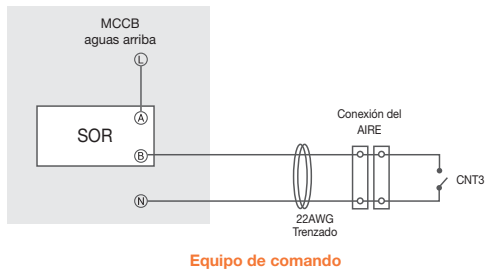 MCCB
aguas arriba
L
A
SOR
B
N
Conexión del
AIRE
CNT3
22AWG
Trenzado
Equipo de comando